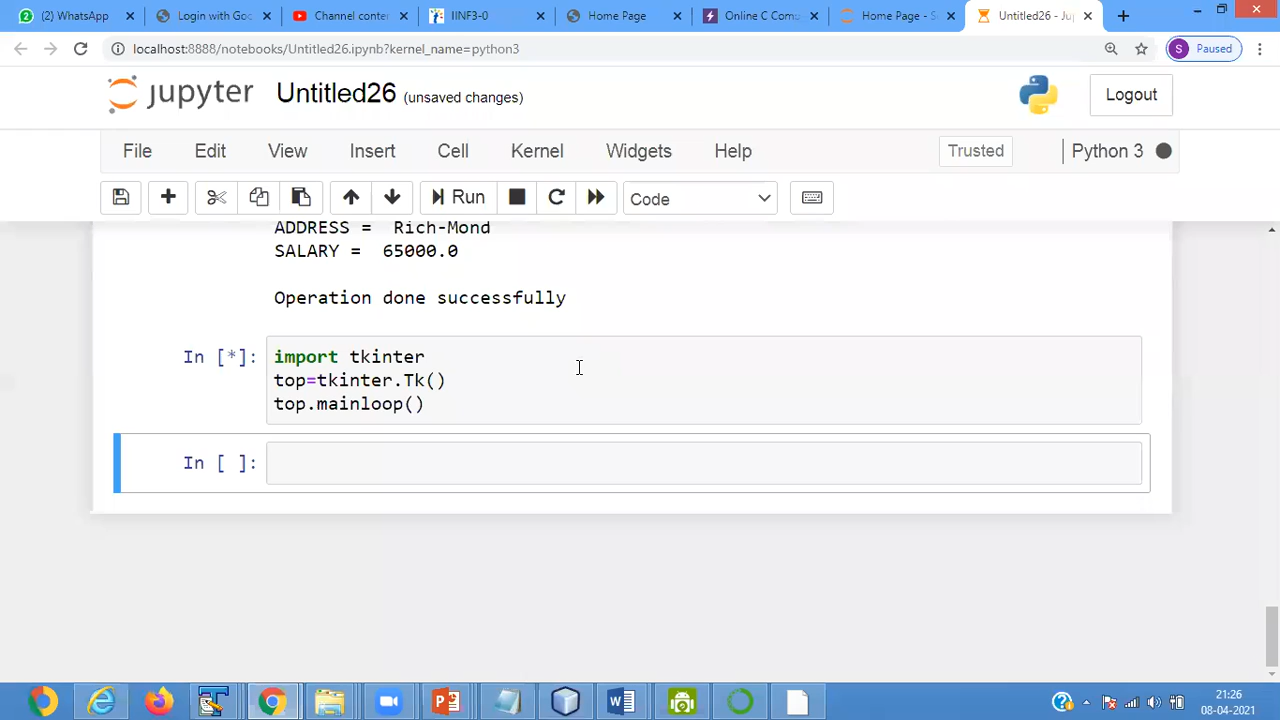 (2) WhatsApp
Login with Goo
Channel conter
IINF3-0
Home Page
Online C Comp
Home Page - S
Untitled26 - Ju
localhost:8888/notebooks/Untitled26.ipynb?kernel_name=python3
S Paused
jupyter Untitled26 (unsaved changes)
Logout
File Edit View Insert Cell Kernel Widgets Help
Trusted
Python 3
Run
Code
ADDRESS = Rich-Mond
SALARY = 65000.0
Operation done successfully
In [*]: import tkinter
top=tkinter.Tk()
top.mainloop()
In [ ]:
21:26
08-04-2021